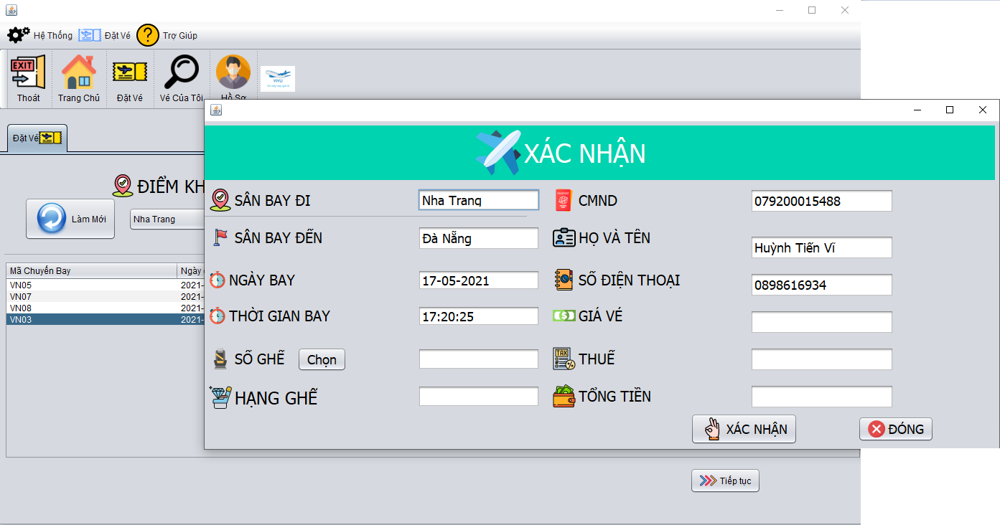 Hệ Thống Đặt Vé Trợ Giúp
EXIT
Thoát Trang Chủ Đặt Vé Vé Của Tôi Hồ Sơ
VIVU
Đặt Vé
ĐIỂM KH
Làm Mới
Nha Trang
Mã Chuyến Bay Ngày
VN05 2021-
VN07 2021-
VN08 2021-
VN03 2021-
XÁC NHẬN
SÂN BAY ĐI Nha Trang CMND 079200015488
SÂN BAY ĐẾN Đà Nẵng HỌ VÀ TÊN Huỳnh Tiến Vĩ
NGÀY BAY 17-05-2021 SỐ ĐIỆN THOẠI 0898616934
THỜI GIAN BAY 17:20:25 GIÁ VÉ
SỐ GHẾ Chọn TAX THUẾ
HẠNG GHẾ TỔNG TIỀN
XÁC NHẬN ĐÓNG
Tiếp tục